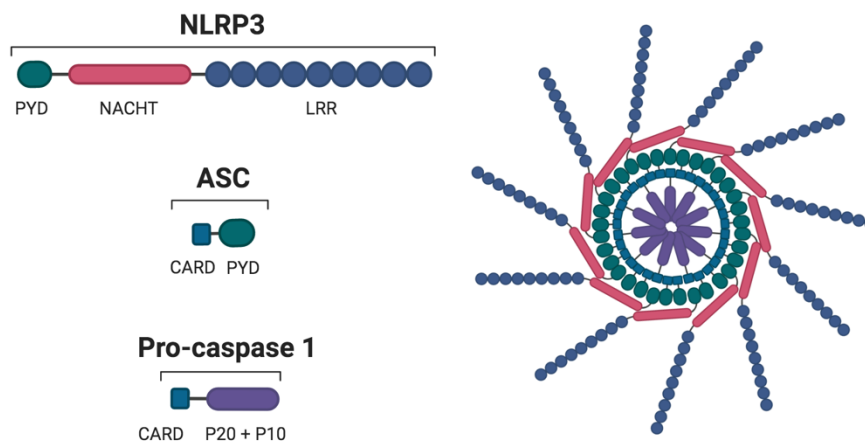 NLRP3
PYD NACHT LRR
ASC
CARD PYD
Pro-caspase 1
CARD P20 + P10